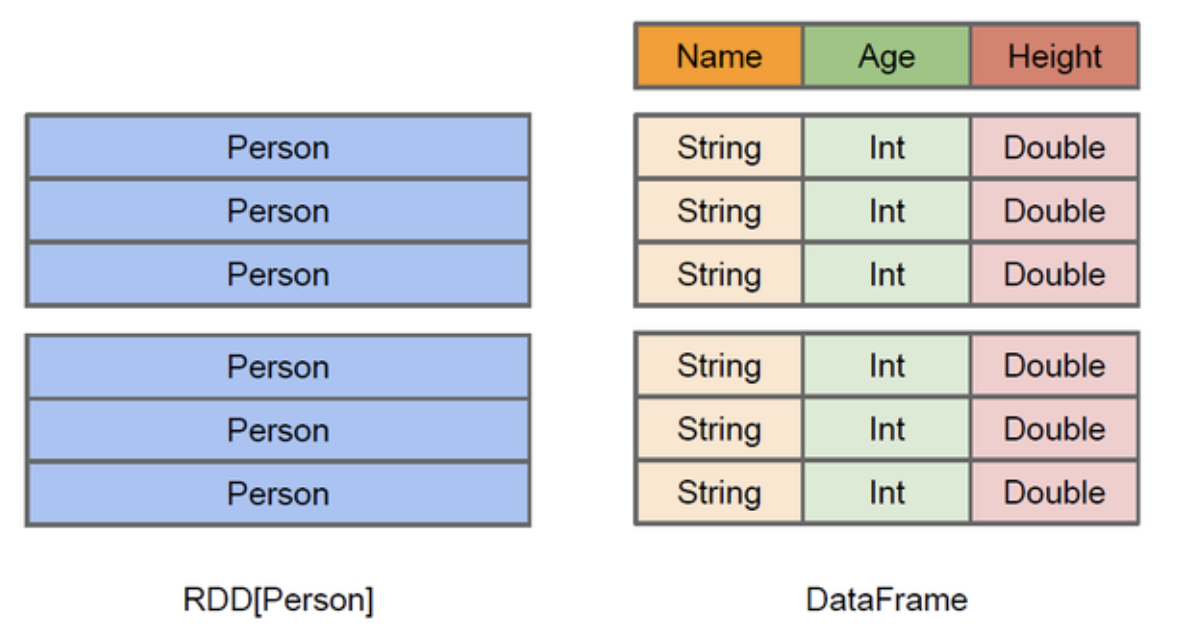 Name Age Height
Person String Int Double
Person String Int Double
Person String Int Double
Person String Int Double
Person String Int Double
Person String Int Double
RDD[Person] DataFrame